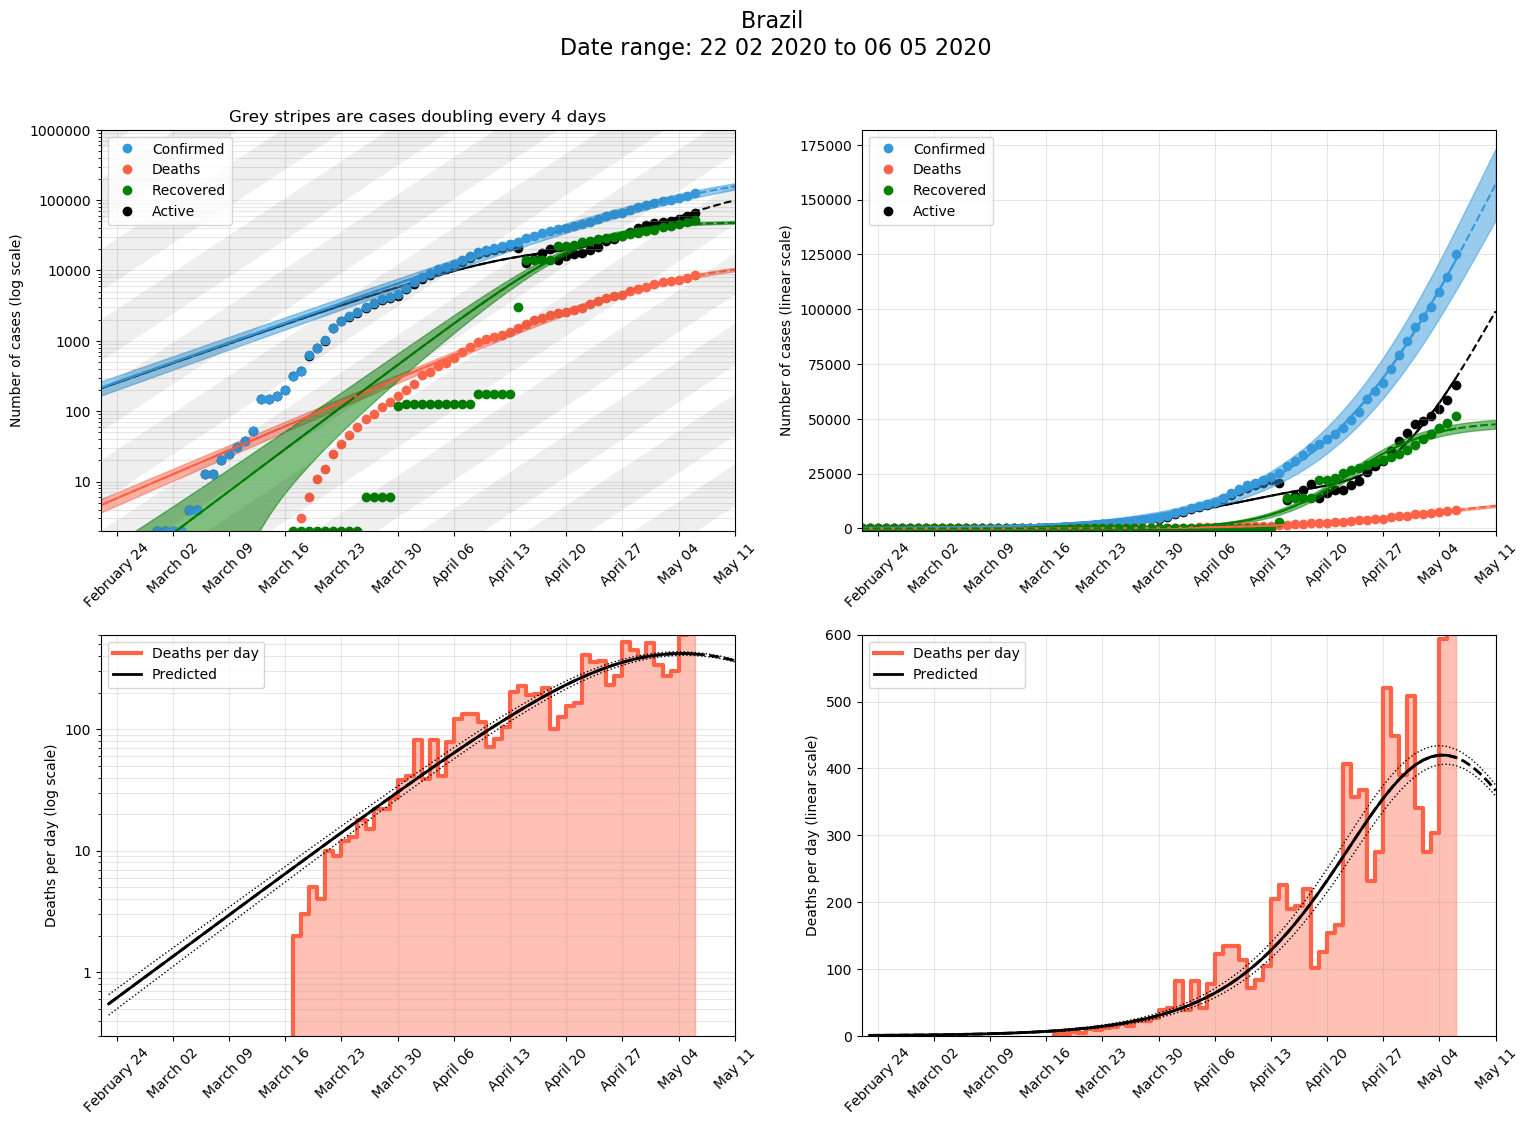 Brazil
Date range: 22 02 2020 to 06 05 2020
Grey stripes are cases doubling every 4 days
Number of cases (log scale)
1000000
100000
10000
1000
100
10
Confirmed
Deaths
Recovered
Active
February 24
March 02
March 09
March 16
March 23
March 30
April 06
April 13
April 20
April 27
May 04
May 11
Number of cases (linear scale)
175000
150000
125000
100000
75000
50000
25000
0
Confirmed
Deaths
Recovered
Active
February 24
March 02
March 09
March 16
March 23
March 30
April 06
April 13
April 20
April 27
May 04
May 11
Deaths per day (log scale)
100
10
1
Deaths per day
Predicted
February 24
March 02
March 09
March 16
March 23
March 30
April 06
April 13
April 20
April 27
May 04
May 11
Deaths per day (linear scale)
600
500
400
300
200
100
0
Deaths per day
Predicted
February 24
March 02
March 09
March 16
March 23
March 30
April 06
April 13
April 20
April 27
May 04
May 11